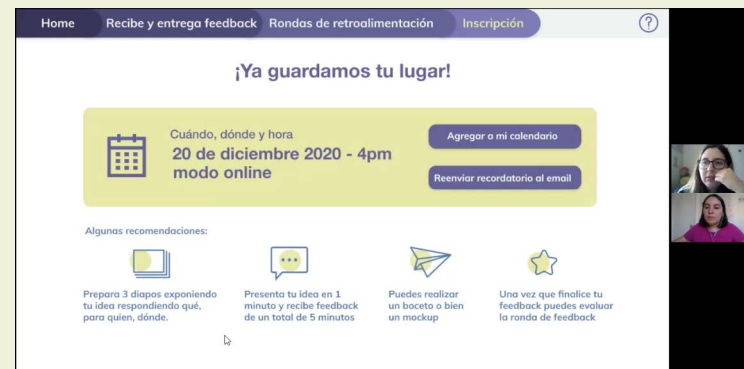 Home Recibe y entrega feedback Rondas de retroalimentación Inscripción ?
¡Ya guardamos tu lugar!
Cuándo, dónde y hora
20 de diciembre 2020 - 4pm
modo online
Agregar a mi calendario
Reenviar recordatorio al email
Algunas recomendaciones:
Prepara 3 diapos exponiendo
tu idea respondiendo qué,
para quien, dónde.
Presenta tu idea en 1
minuto y recibe feedback
de un total de 5 minutos
Puedes realizar
un boceto o bien
un mockup
Una vez que finalice tu
feedback puedes evaluar
la ronda de feedback